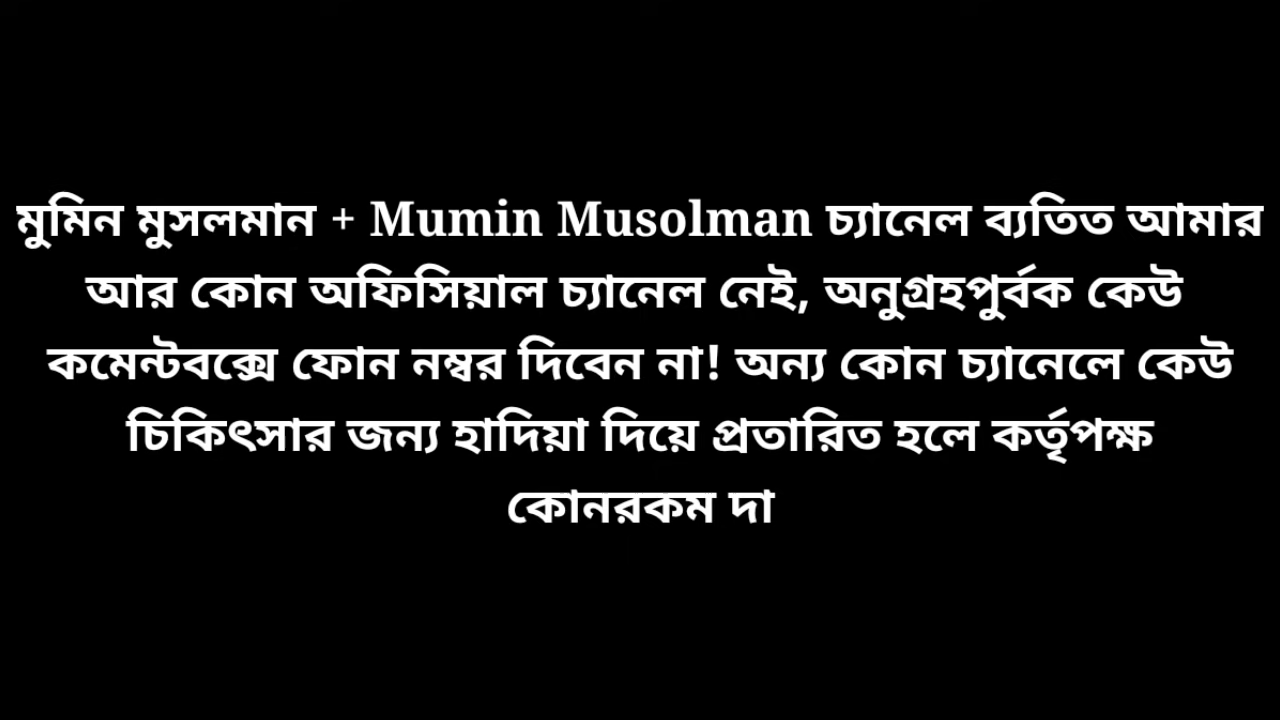 মুমিন মুসলমান + Mumin Musolman চ্যানেল ব্যতিত আমার
আর কোন অফিসিয়াল চ্যানেল নেই, অনুগ্রহপুর্বক কেউ
কমেন্টবক্সে ফোন নম্বর দিবেন না! অন্য কোন চ্যানেলে কেউ
চিকিৎসার জন্য হাদিয়া দিয়ে প্রতারিত হলে কর্তৃপক্ষ
কোনরকম দা